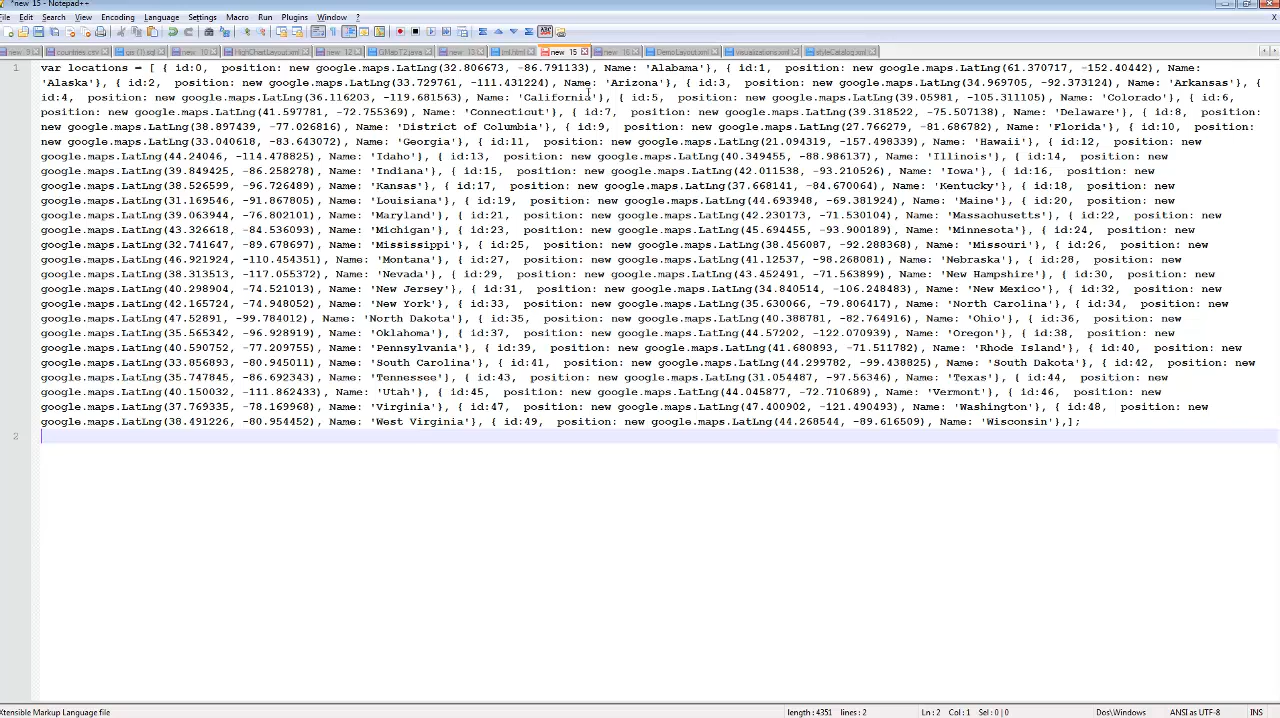 *new 15 - Notepad++
File Edit Search View Encoding Language Settings Macro Run Plugins Window ? X
new 9 countries.csv gis (1).sql new 10 HighChartLayout.xml new 12 GMapT2.java new 13 iml.html new 15 new 16 DemoLayout.xml visualizations.xml styleCatalog.xml
1 var locations = [ { id:0, position: new google.maps.LatLng(32.806673, -86.791133), Name: 'Alabama'}, { id:1, position: new google.maps.LatLng(61.370717, -152.40442), Name:
'Alaska'}, { id:2, position: new google.maps.LatLng(33.729761, -111.431224), Name: 'Arizona'}, { id:3, position: new google.maps.LatLng(34.969705, -92.373124), Name: 'Arkansas'}, {
id:4, position: new google.maps.LatLng(36.116203, -119.681563), Name: 'California'}, { id:5, position: new google.maps.LatLng(39.05981, -105.311105), Name: 'Colorado'}, { id:6,
position: new google.maps.LatLng(41.597781, -72.755369), Name: 'Connecticut'}, { id:7, position: new google.maps.LatLng(39.318522, -75.507138), Name: 'Delaware'}, { id:8, position:
new google.maps.LatLng(38.897439, -77.026816), Name: 'District of Columbia'}, { id:9, position: new google.maps.LatLng(27.766279, -81.686782), Name: 'Florida'}, { id:10, position:
new google.maps.LatLng(33.040618, -83.643072), Name: 'Georgia'}, { id:11, position: new google.maps.LatLng(21.094319, -157.498339), Name: 'Hawaii'}, { id:12, position: new
google.maps.LatLng(44.24046, -114.478825), Name: 'Idaho'}, { id:13, position: new google.maps.LatLng(40.349455, -88.986137), Name: 'Illinois'}, { id:14, position: new
google.maps.LatLng(39.849425, -86.258278), Name: 'Indiana'}, { id:15, position: new google.maps.LatLng(42.011538, -93.210526), Name: 'Iowa'}, { id:16, position: new
google.maps.LatLng(38.526599, -96.726489), Name: 'Kansas'}, { id:17, position: new google.maps.LatLng(37.668141, -84.670064), Name: 'Kentucky'}, { id:18, position: new
google.maps.LatLng(31.169546, -91.867805), Name: 'Louisiana'}, { id:19, position: new google.maps.LatLng(44.693948, -69.381924), Name: 'Maine'}, { id:20, position: new
google.maps.LatLng(39.063944, -76.802101), Name: 'Maryland'}, { id:21, position: new google.maps.LatLng(42.230173, -71.530104), Name: 'Massachusetts'}, { id:22, position: new
google.maps.LatLng(43.326618, -84.536093), Name: 'Michigan'}, { id:23, position: new google.maps.LatLng(45.694455, -93.900189), Name: 'Minnesota'}, { id:24, position: new
google.maps.LatLng(32.741647, -89.678697), Name: 'Mississippi'}, { id:25, position: new google.maps.LatLng(38.456087, -92.288368), Name: 'Missouri'}, { id:26, position: new
google.maps.LatLng(46.921924, -110.454351), Name: 'Montana'}, { id:27, position: new google.maps.LatLng(41.12537, -98.268081), Name: 'Nebraska'}, { id:28, position: new
google.maps.LatLng(38.313513, -117.055372), Name: 'Nevada'}, { id:29, position: new google.maps.LatLng(43.452491, -71.563899), Name: 'New Hampshire'}, { id:30, position: new
google.maps.LatLng(40.298904, -74.521013), Name: 'New Jersey'}, { id:31, position: new google.maps.LatLng(34.840514, -106.248483), Name: 'New Mexico'}, { id:32, position: new
google.maps.LatLng(42.165724, -74.948052), Name: 'New York'}, { id:33, position: new google.maps.LatLng(35.630066, -79.806417), Name: 'North Carolina'}, { id:34, position: new
google.maps.LatLng(47.52891, -99.784012), Name: 'North Dakota'}, { id:35, position: new google.maps.LatLng(40.388781, -82.764916), Name: 'Ohio'}, { id:36, position: new
google.maps.LatLng(35.565342, -96.928919), Name: 'Oklahoma'}, { id:37, position: new google.maps.LatLng(44.57202, -122.070939), Name: 'Oregon'}, { id:38, position: new
google.maps.LatLng(40.590752, -77.209755), Name: 'Pennsylvania'}, { id:39, position: new google.maps.LatLng(41.680893, -71.511782), Name: 'Rhode Island'}, { id:40, position: new
google.maps.LatLng(33.856893, -80.945011), Name: 'South Carolina'}, { id:41, position: new google.maps.LatLng(44.299782, -99.438825), Name: 'South Dakota'}, { id:42, position: new
google.maps.LatLng(35.747845, -86.692343), Name: 'Tennessee'}, { id:43, position: new google.maps.LatLng(31.054487, -97.56346), Name: 'Texas'}, { id:44, position: new
google.maps.LatLng(40.150032, -111.862433), Name: 'Utah'}, { id:45, position: new google.maps.LatLng(44.045877, -72.710689), Name: 'Vermont'}, { id:46, position: new
google.maps.LatLng(37.769335, -78.169968), Name: 'Virginia'}, { id:47, position: new google.maps.LatLng(47.400902, -121.490493), Name: 'Washington'}, { id:48, position: new
google.maps.LatLng(38.491226, -80.954452), Name: 'West Virginia'}, { id:49, position: new google.maps.LatLng(44.268544, -89.616509), Name: 'Wisconsin'},];
2
Xtensible Markup Language file length : 4351 lines : 2 Ln : 2 Col : 1 Sel : 0 | 0 Dos\Windows ANSI as UTF-8 INS